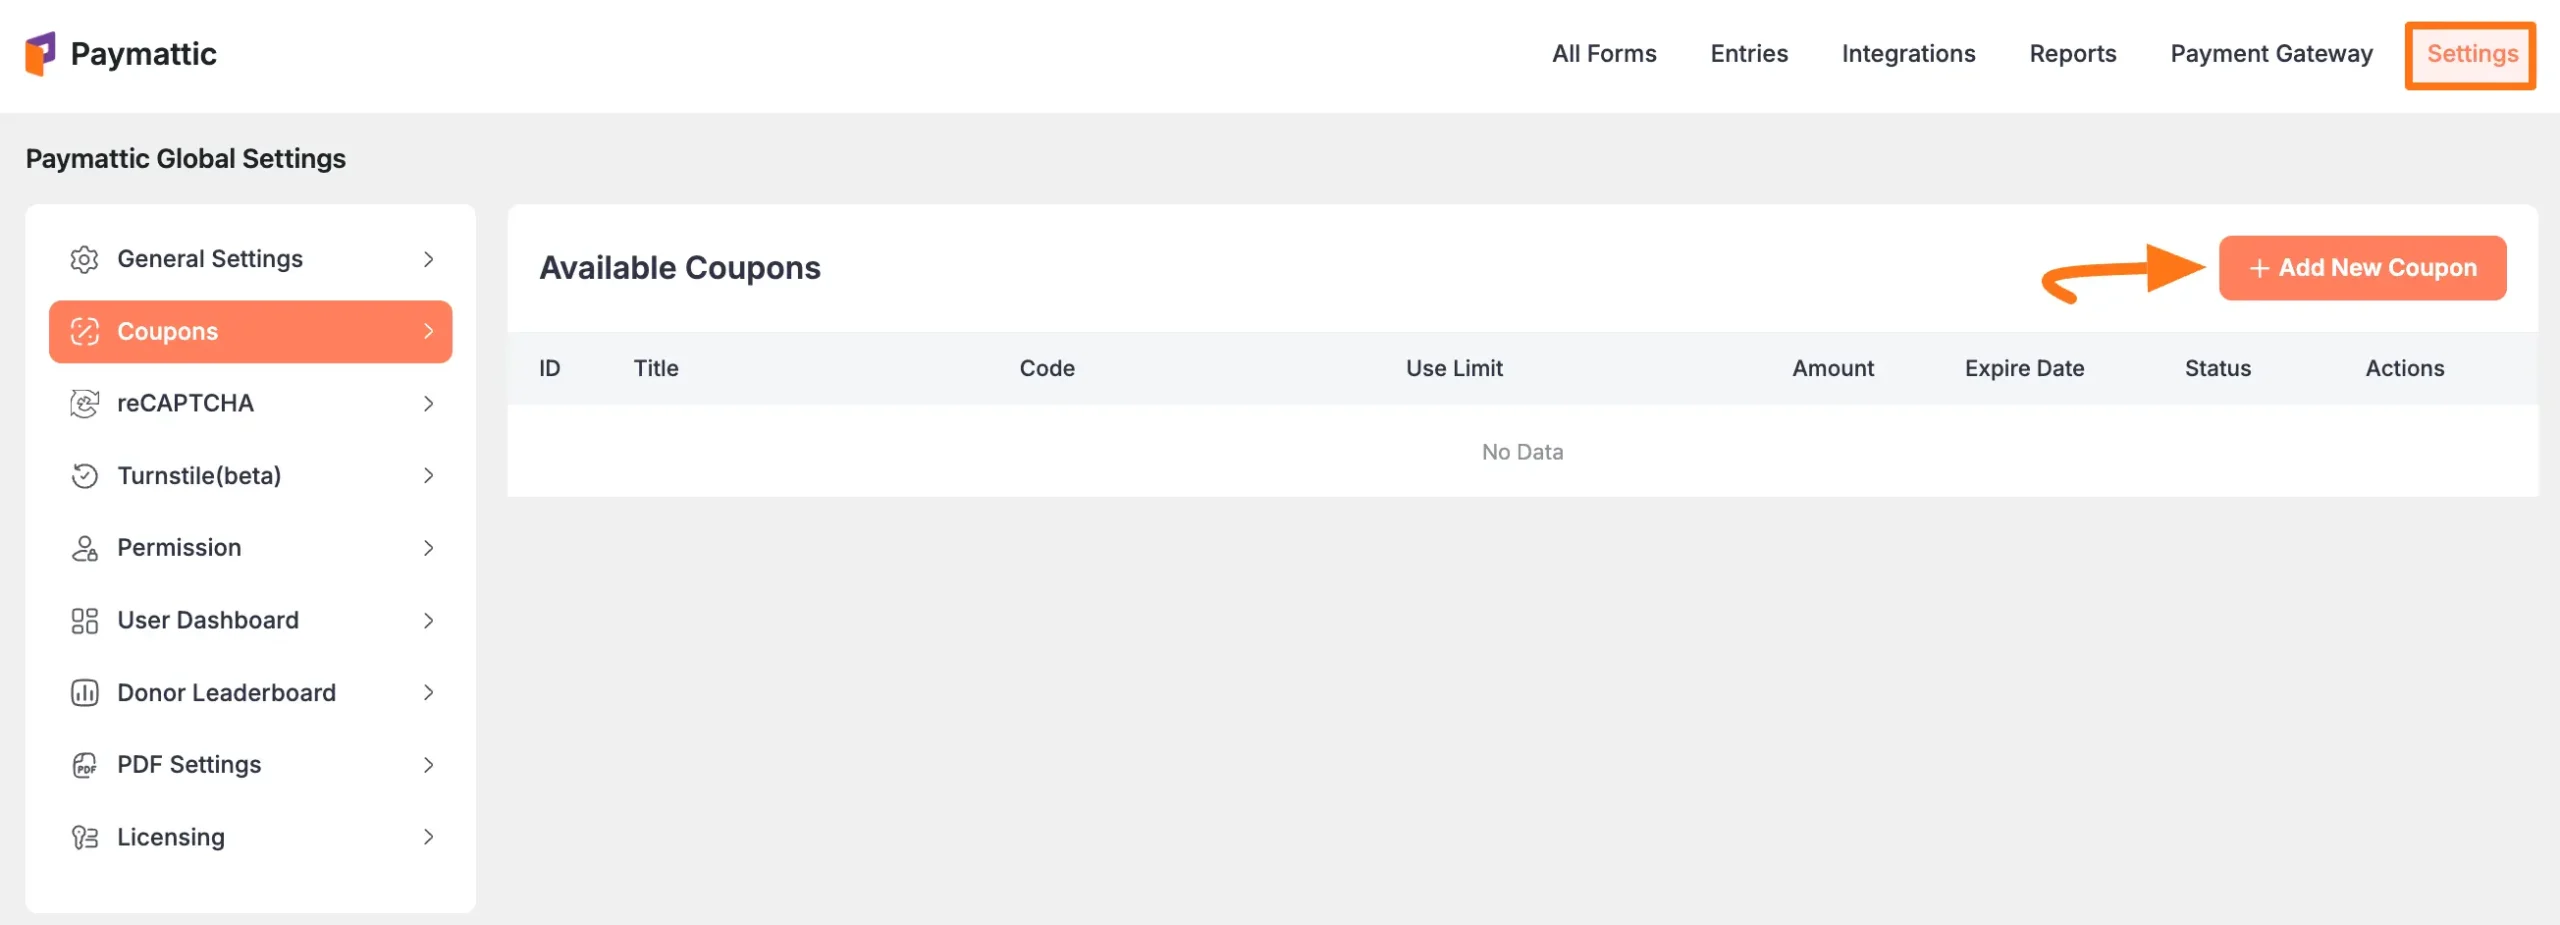 Paymattic
All Forms Entries Integrations Reports Payment Gateway Settings
Paymattic Global Settings
General Settings
Coupons
reCAPTCHA
Turnstile(beta)
Permission
User Dashboard
Donor Leaderboard
PDF
PDF Settings
Licensing
Available Coupons
+ Add New Coupon
ID Title Code Use Limit Amount Expire Date Status Actions
No Data